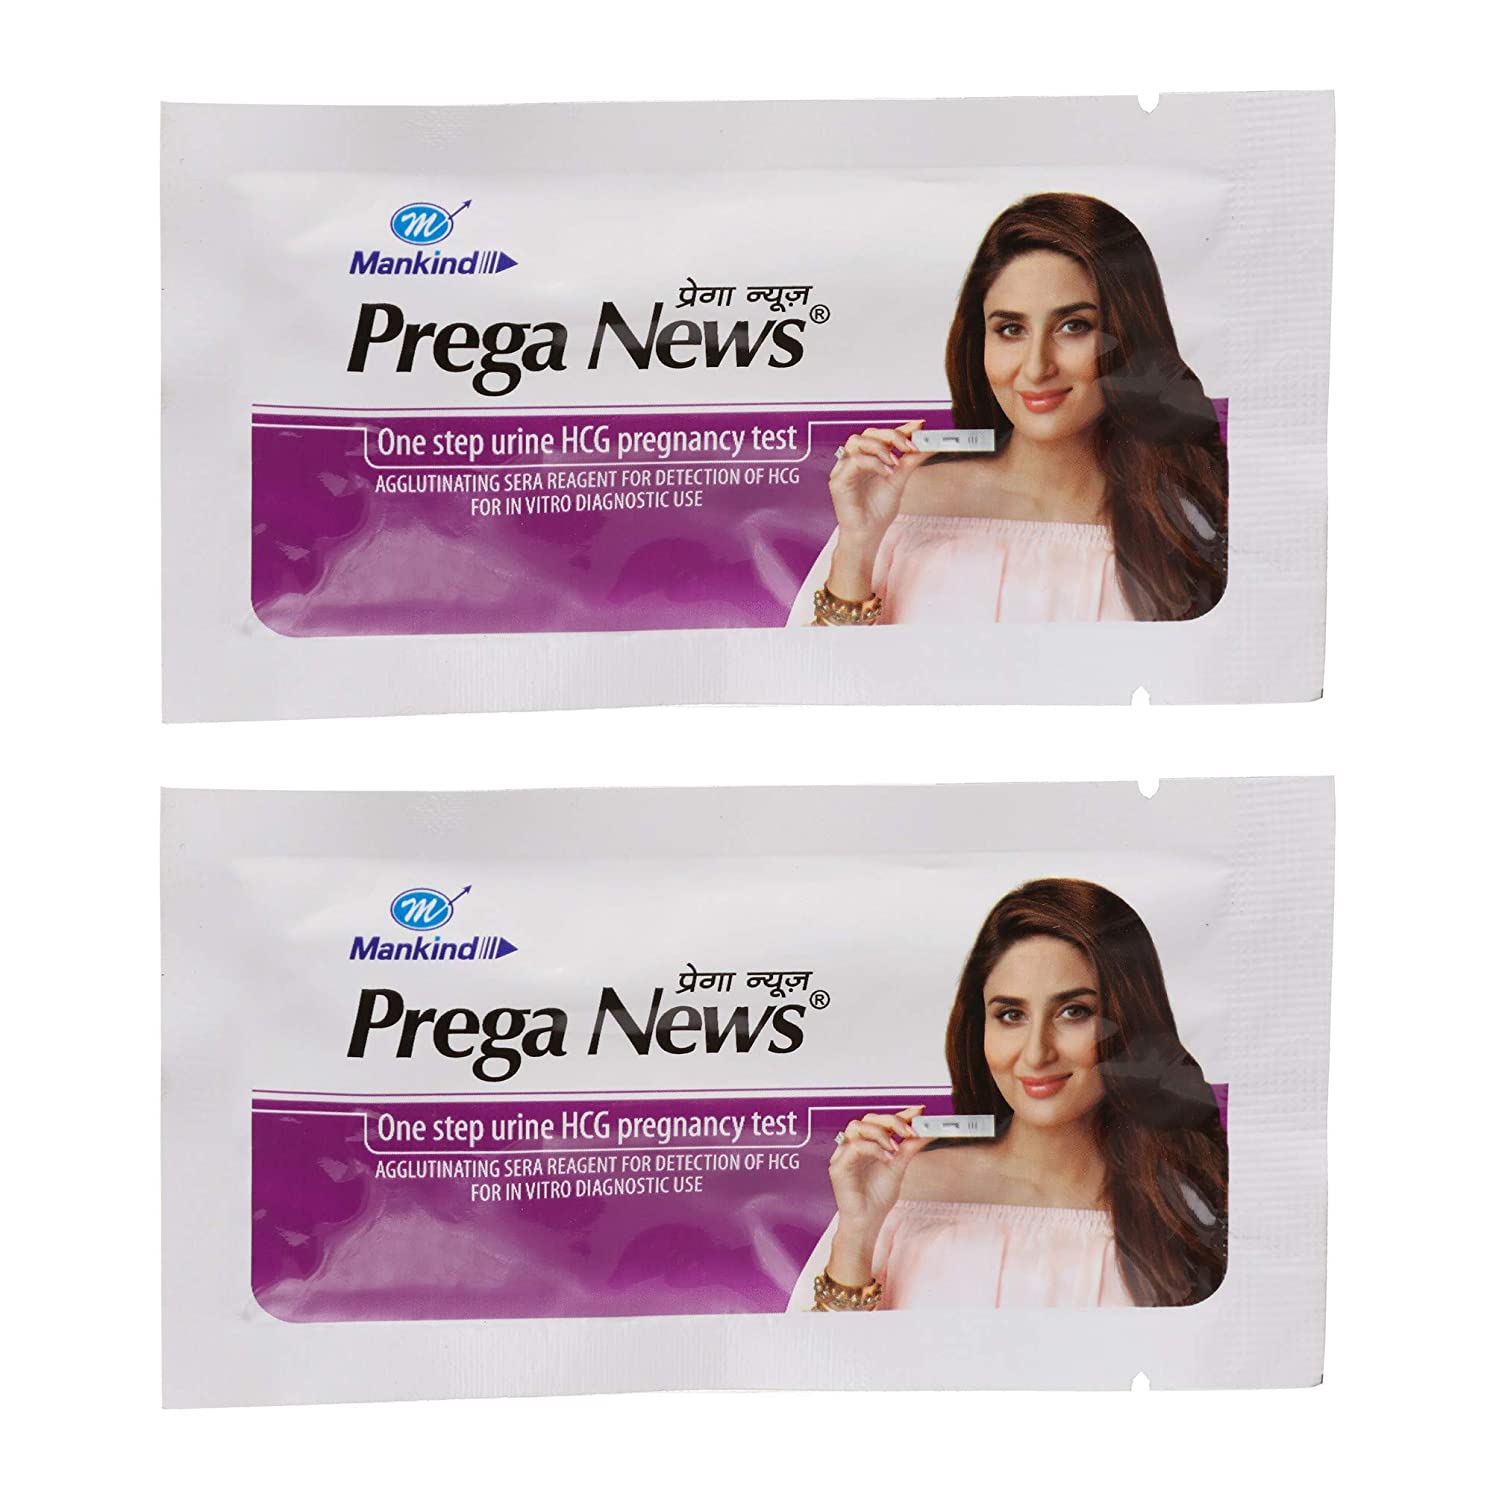 m
Mankind
प्रेगा न्यूज़
Prega News®
One step urine HCG pregnancy test
AGGLUTINATING SERA REAGENT FOR DETECTION OF HCG
FOR IN VITRO DIAGNOSTIC USE
m
Mankind
प्रेगा न्यूज़
Prega News®
One step urine HCG pregnancy test
AGGLUTINATING SERA REAGENT FOR DETECTION OF HCG
FOR IN VITRO DIAGNOSTIC USE